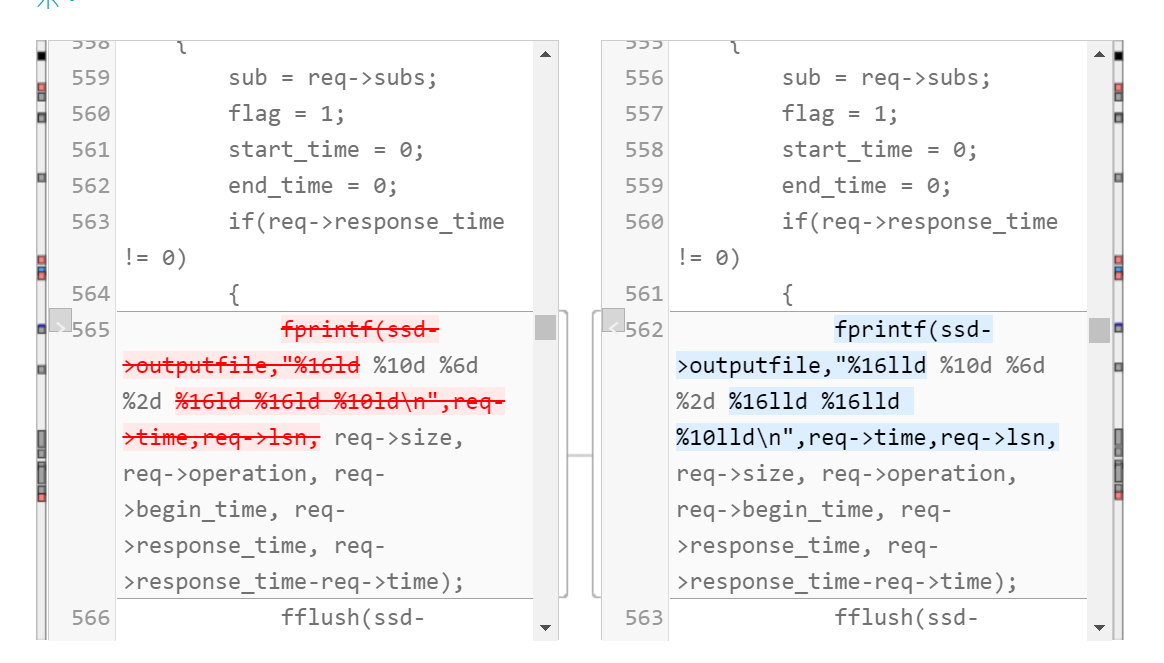 示。
558 {
559 sub = req->subs;
560 flag = 1;
561 start_time = 0;
562 end_time = 0;
563 if(req->response_time
!= 0)
564 {
565 fprintf(ssd-
>outputfile,"%16ld %10d %6d
%2d %16ld %16ld %10ld\n",req-
>time,req->lsn, req->size,
req->operation, req-
>begin_time, req-
>response_time, req-
>response_time-req->time);
566 fflush(ssd-
555 {
556 sub = req->subs;
557 flag = 1;
558 start_time = 0;
559 end_time = 0;
560 if(req->response_time
!= 0)
561 {
562 fprintf(ssd-
>outputfile,"%16lld %10d %6d
%2d %16lld %16lld
%10lld\n",req->time,req->lsn,
req->size, req->operation,
req->begin_time, req-
>response_time, req-
>response_time-req->time);
563 fflush(ssd-